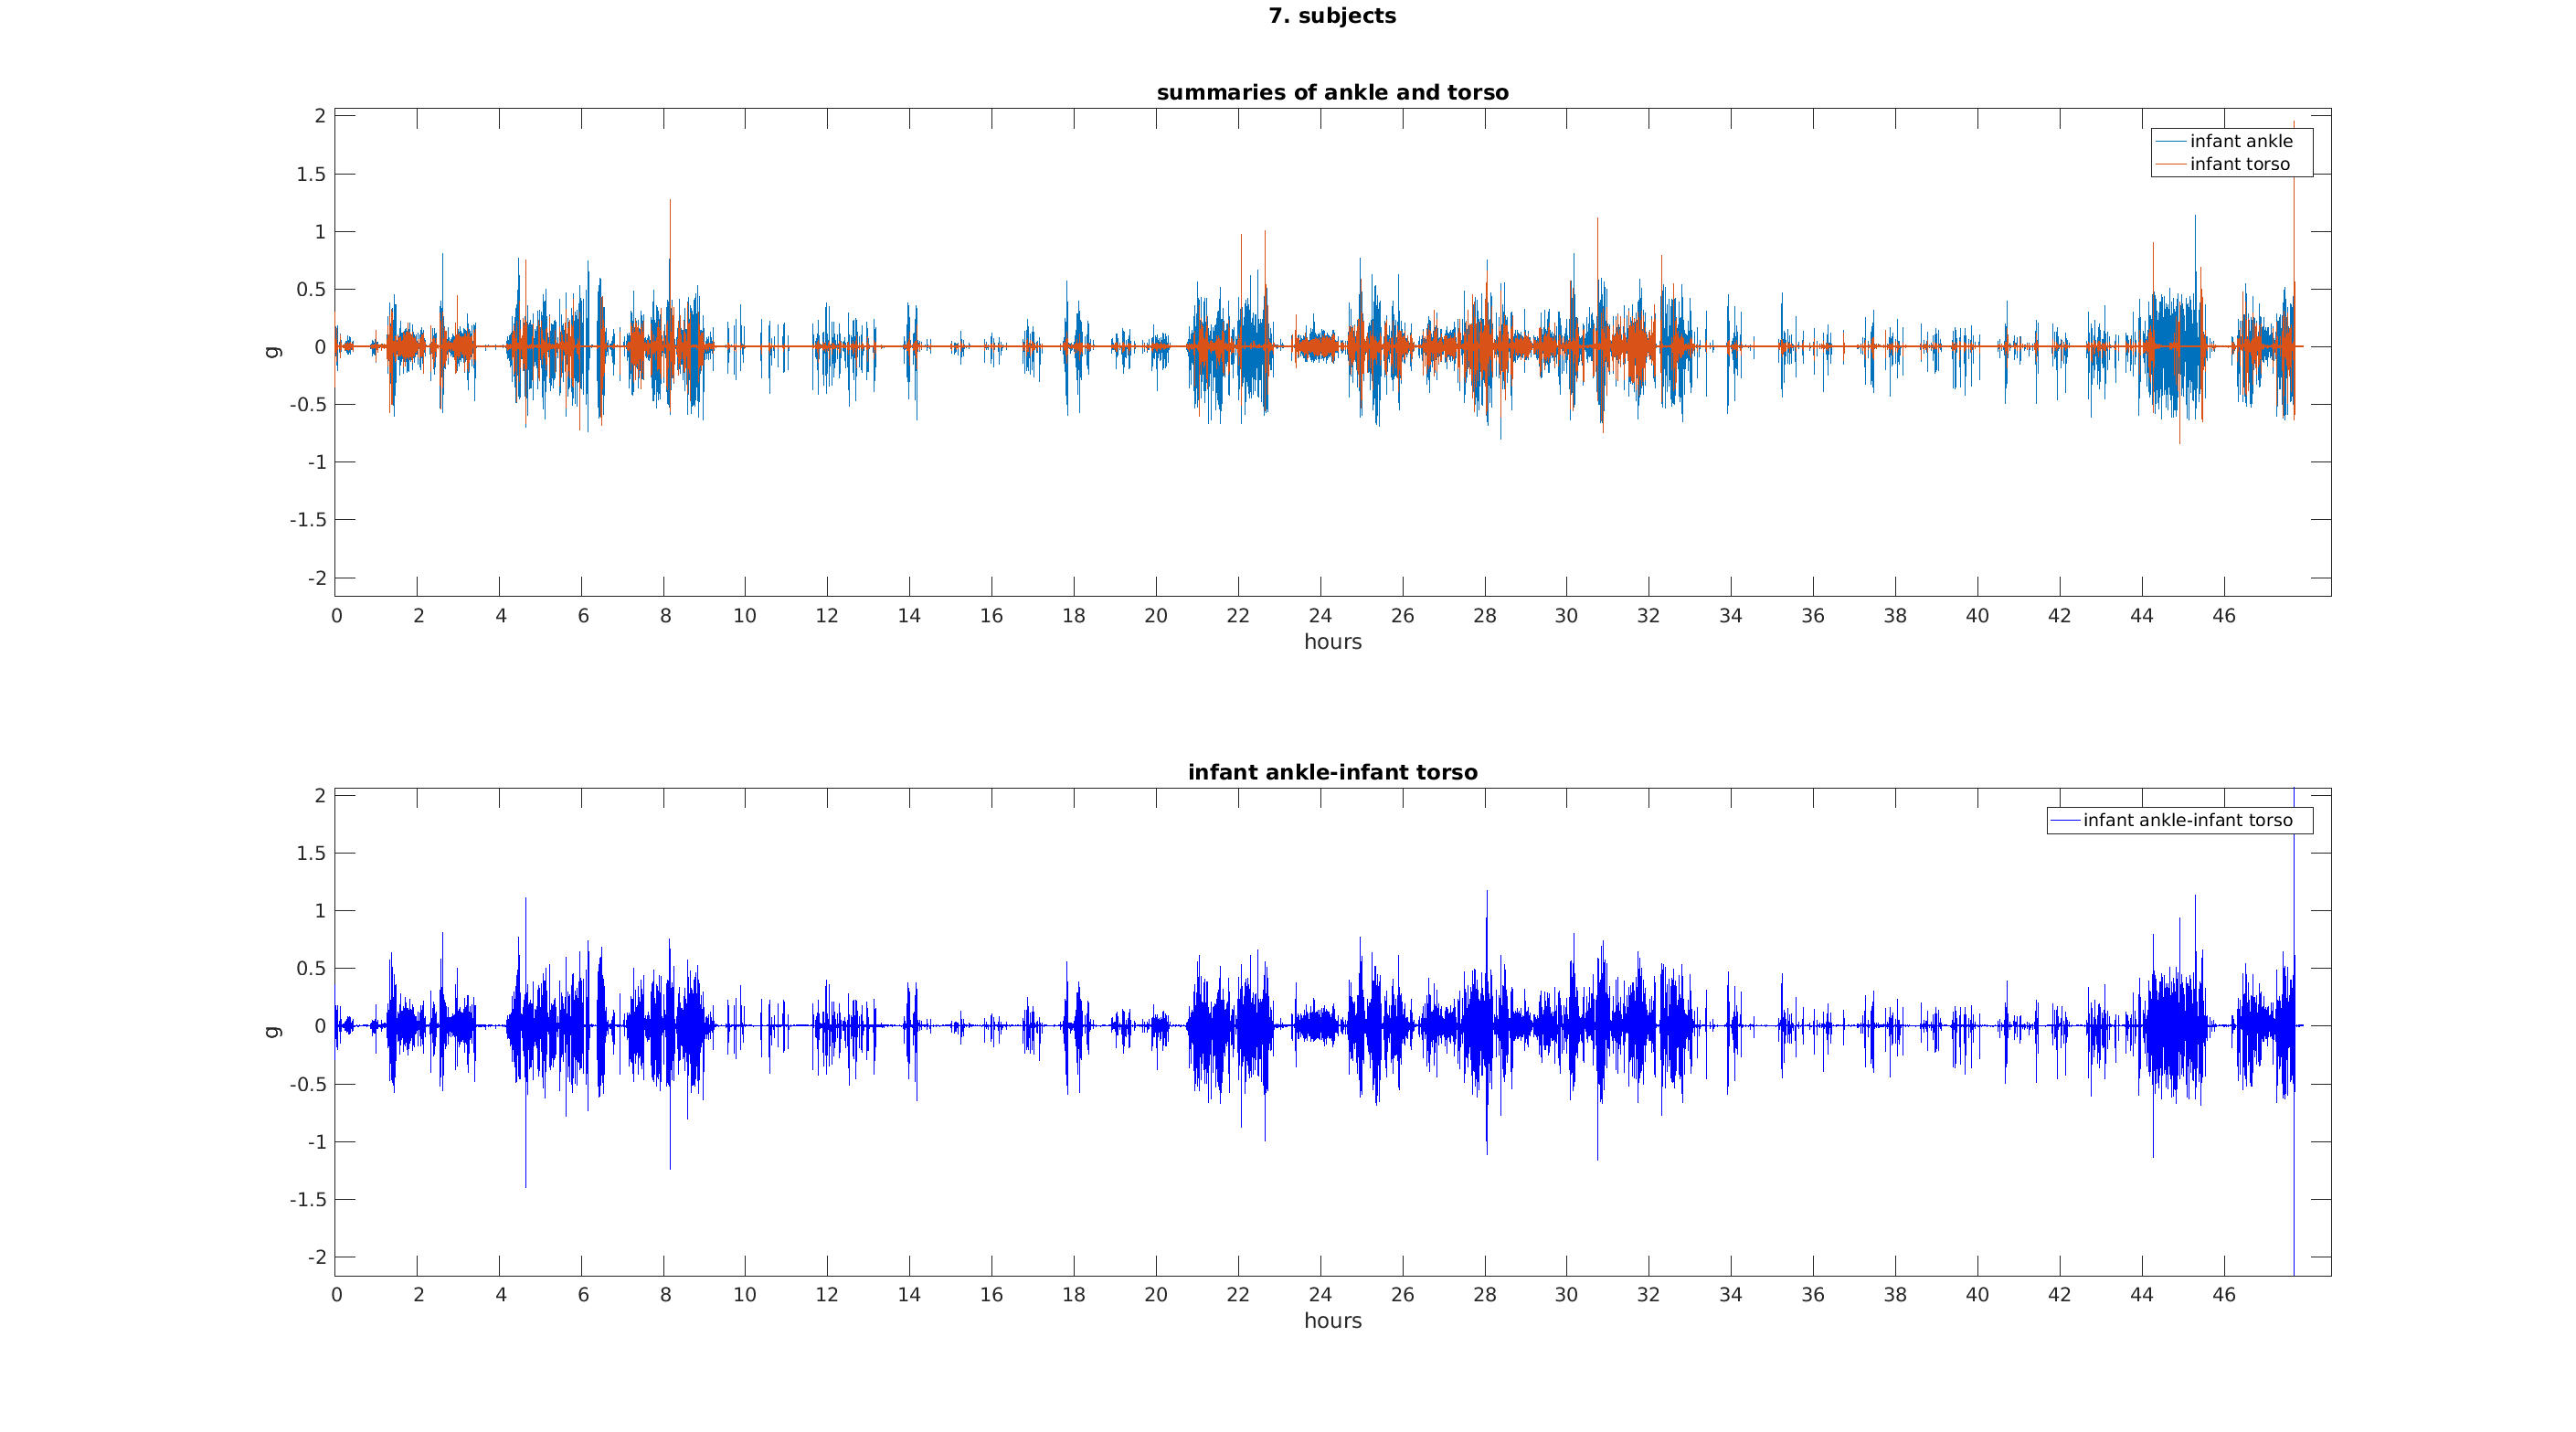 7. subjects
summaries of ankle and torso
2
1.5
1
0.5
0
-0.5
-1
-1.5
-2
g
infant ankle
infant torso
0 2 4 6 8 10 12 14 16 18 20 22 24 26 28 30 32 34 36 38 40 42 44 46
hours
infant ankle-infant torso
2
1.5
1
0.5
0
-0.5
-1
-1.5
-2
g
infant ankle-infant torso
0 2 4 6 8 10 12 14 16 18 20 22 24 26 28 30 32 34 36 38 40 42 44 46
hours